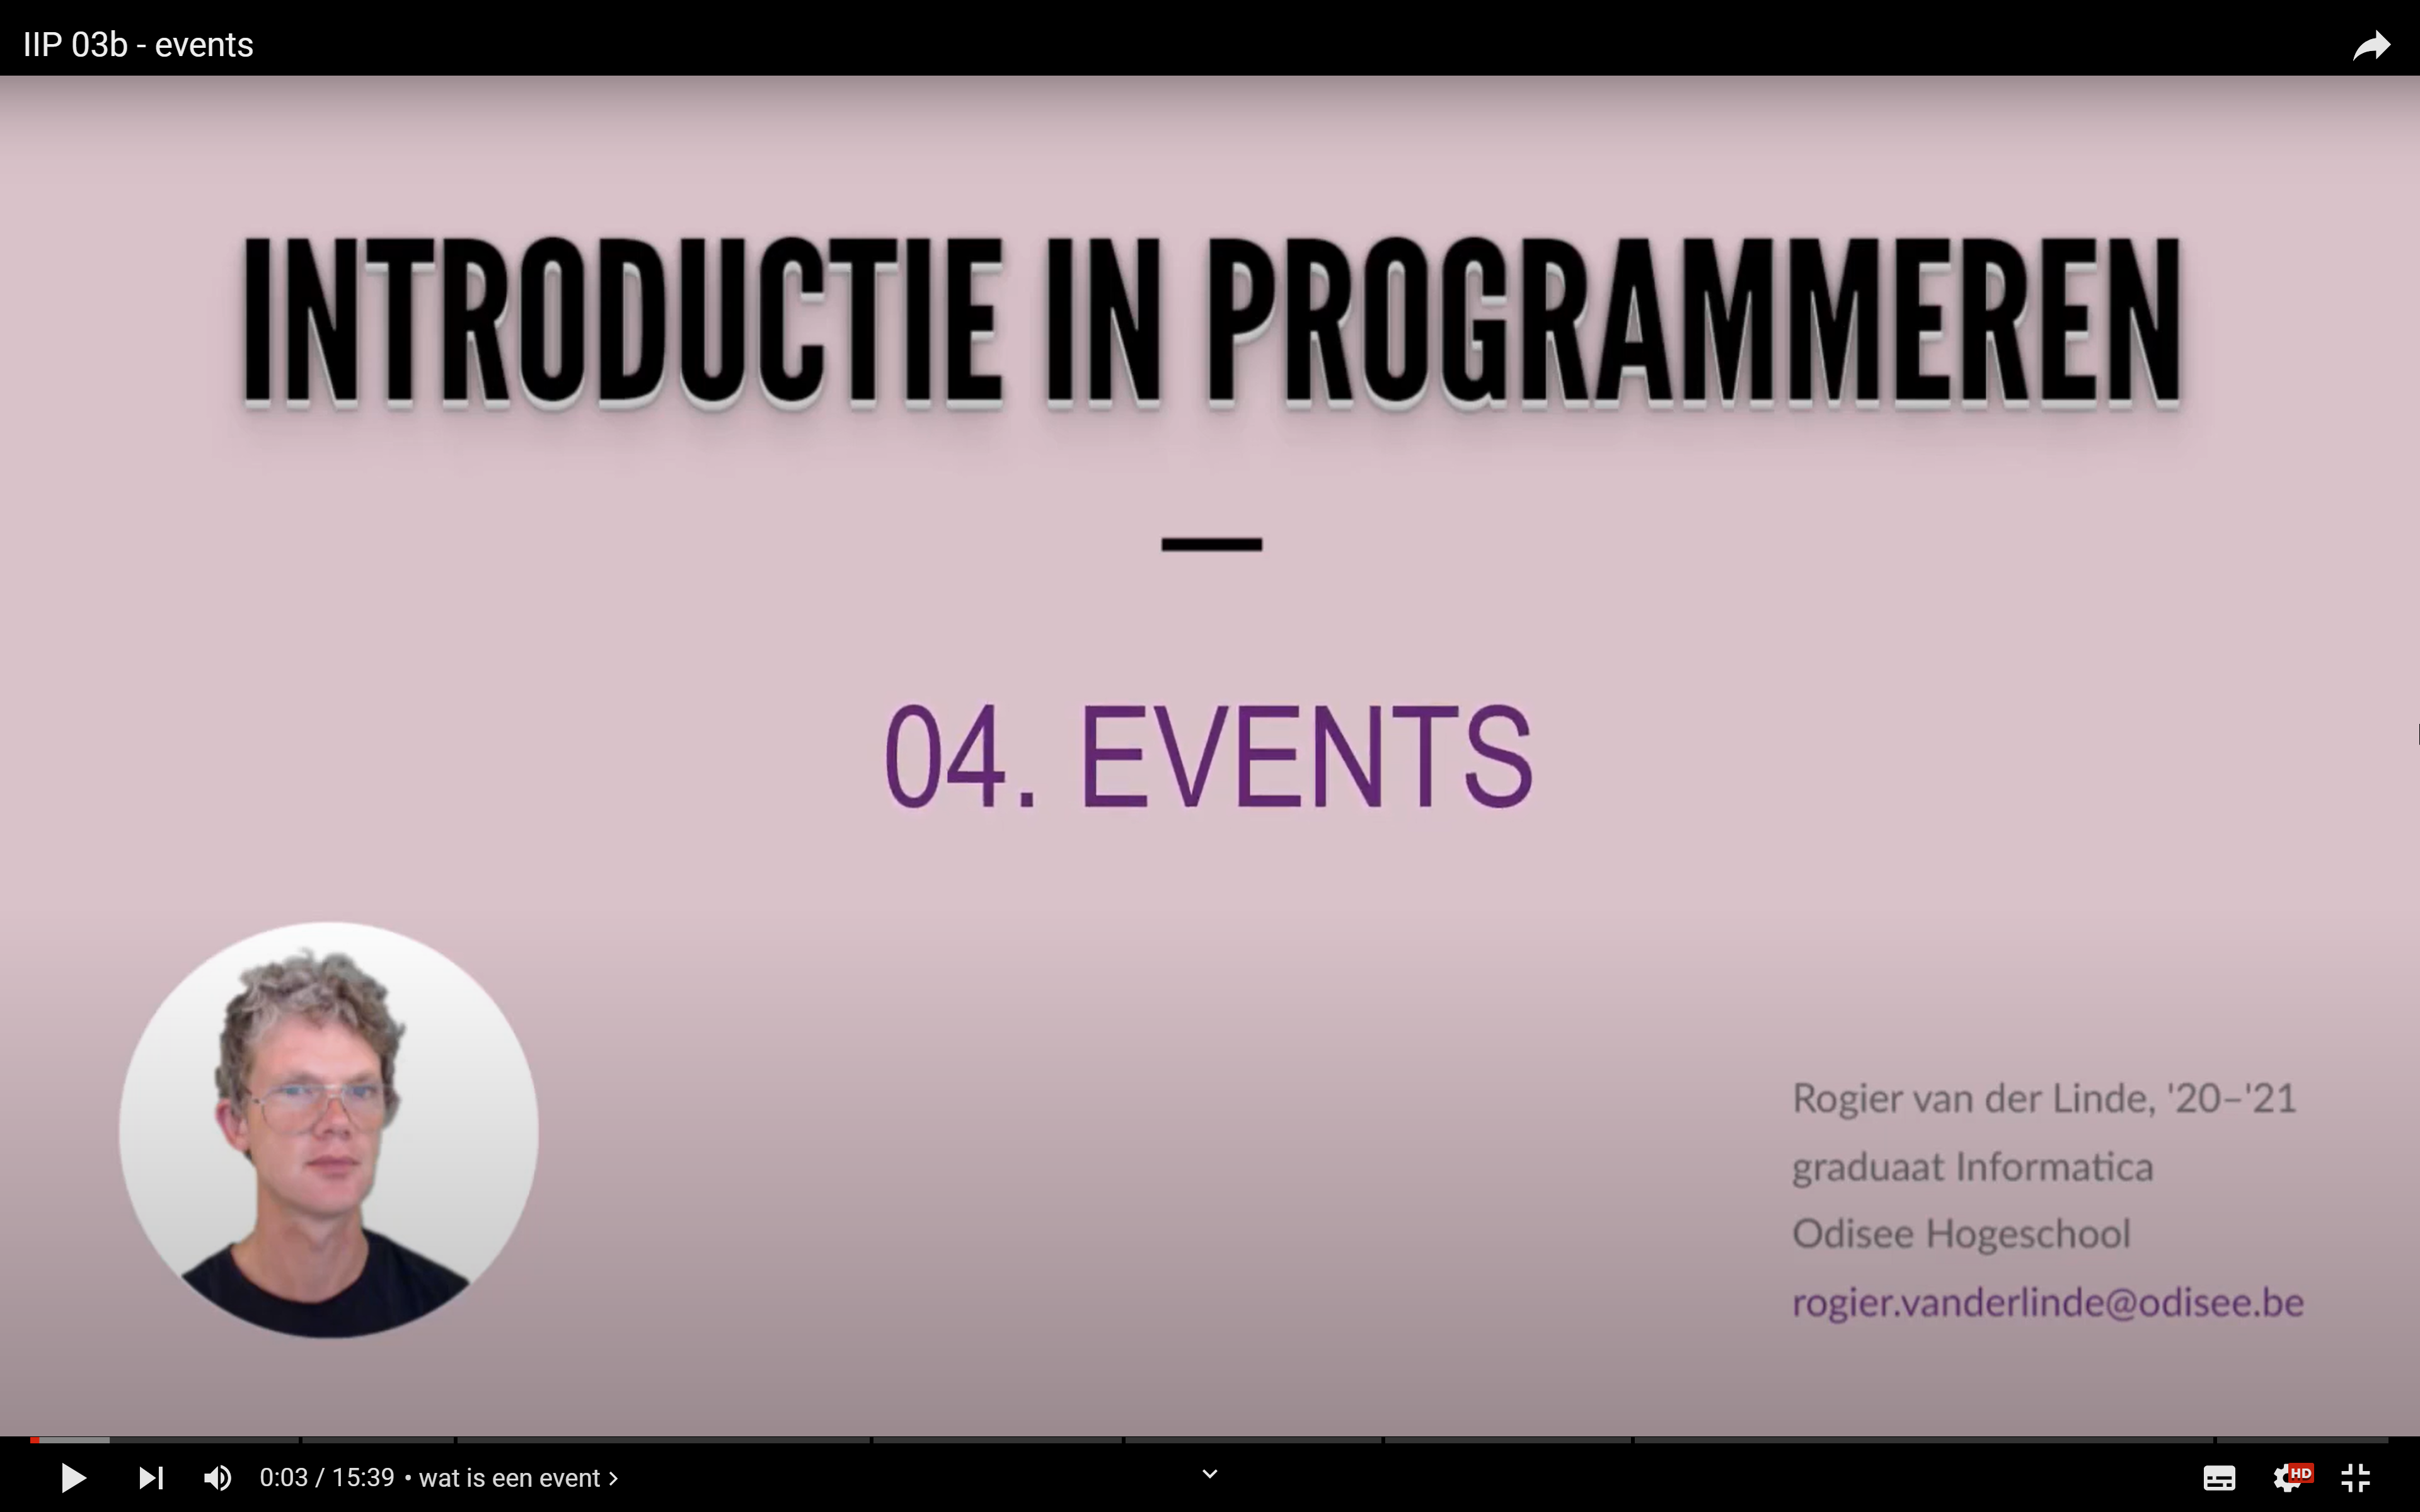 IIP 03b - events
INTRODUCTIE IN PROGRAMMEREN
04. EVENTS
Rogier van der Linde, '20–'21
graduaat Informatica
Odisee Hogeschool
rogier.vanderlinde@odisee.be
0:03 / 15:39 • wat is een event >
HD